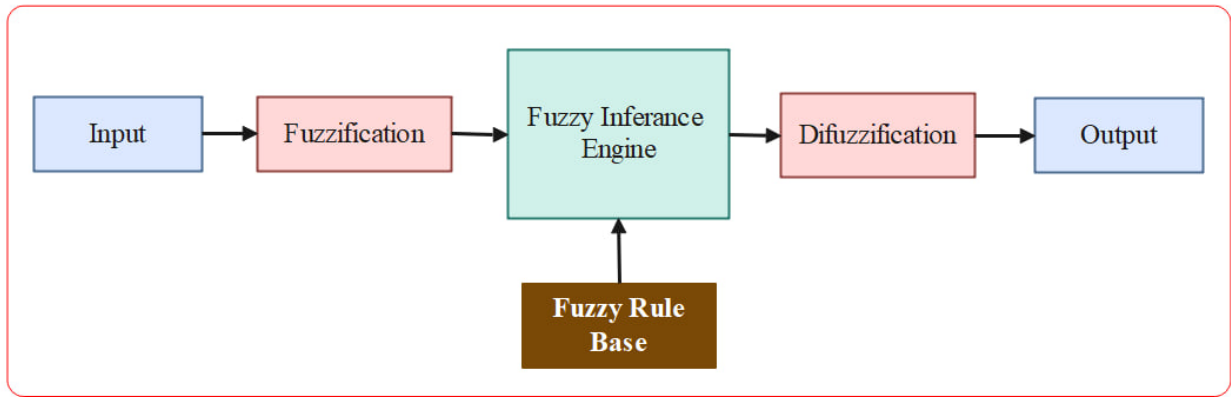 Input
Fuzzification
Fuzzy Inferance
Engine
Difuzzification
Output
Fuzzy Rule
Base